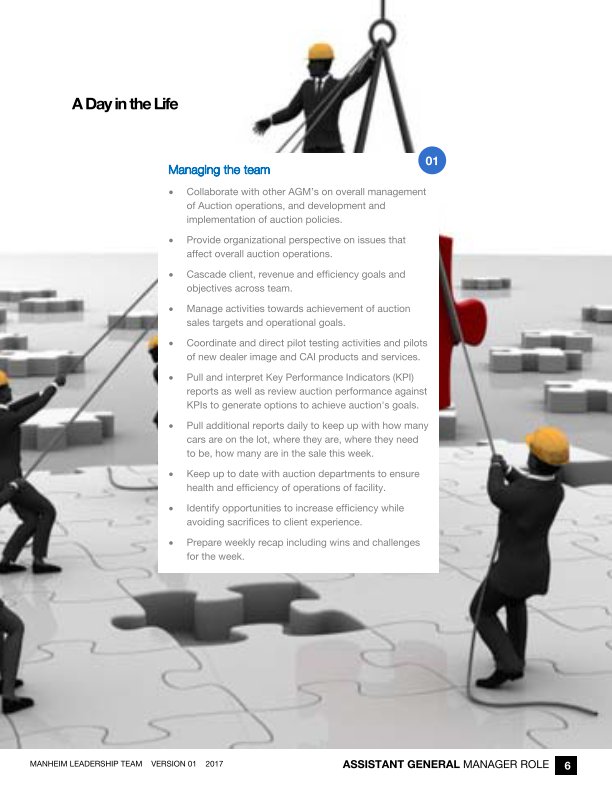 A Day in the Life
01
Managing the team
• Collaborate with other AGM's on overall management
of Auction operations, and development and
implementation of auction policies.
• Provide organizational perspective on issues that
affect overall auction operations.
• Cascade client, revenue and efficiency goals and
objectives across team.
• Manage activities towards achievement of auction
sales targets and operational goals.
• Coordinate and direct pilot testing activities and pilots
of new dealer image and CAI products and services.
• Pull and interpret Key Performance Indicators (KPI)
reports as well as review auction performance against
KPIs to generate options to achieve auction's goals.
• Pull additional reports daily to keep up with how many
cars are on the lot, where they are, where they need
to be, how many are in the sale this week.
• Keep up to date with auction departments to ensure
health and efficiency of operations of facility.
• Identify opportunities to increase efficiency while
avoiding sacrifices to client experience.
• Prepare weekly recap including wins and challenges
for the week.
MANHEIM LEADERSHIP TEAM VERSION 01 2017
ASSISTANT GENERAL MANAGER ROLE 6